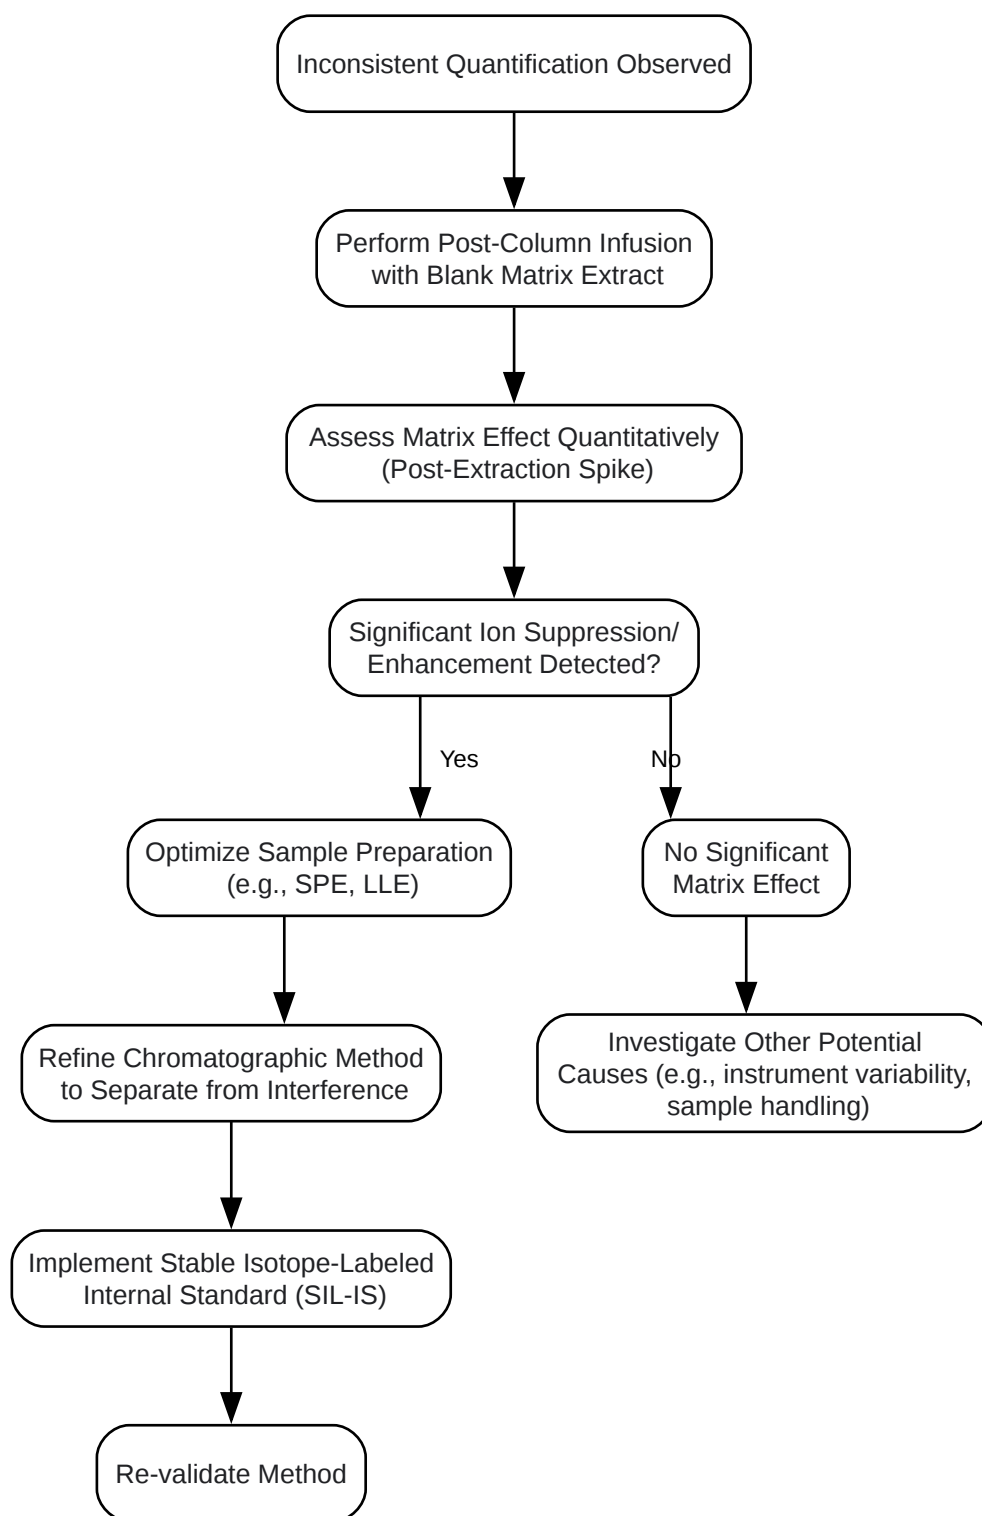 Inconsistent Quantification Observed
Perform Post-Column Infusion
with Blank Matrix Extract
Assess Matrix Effect Quantitatively
(Post-Extraction Spike)
Significant Ion Suppression/
Enhancement Detected?
Yes
No
Optimize Sample Preparation
(e.g., SPE, LLE)
No Significant
Matrix Effect
Refine Chromatographic Method
to Separate from Interference
Investigate Other Potential
Causes (e.g., instrument variability,
sample handling)
Implement Stable Isotope-Labeled
Internal Standard (SIL-IS)
Re-validate Method